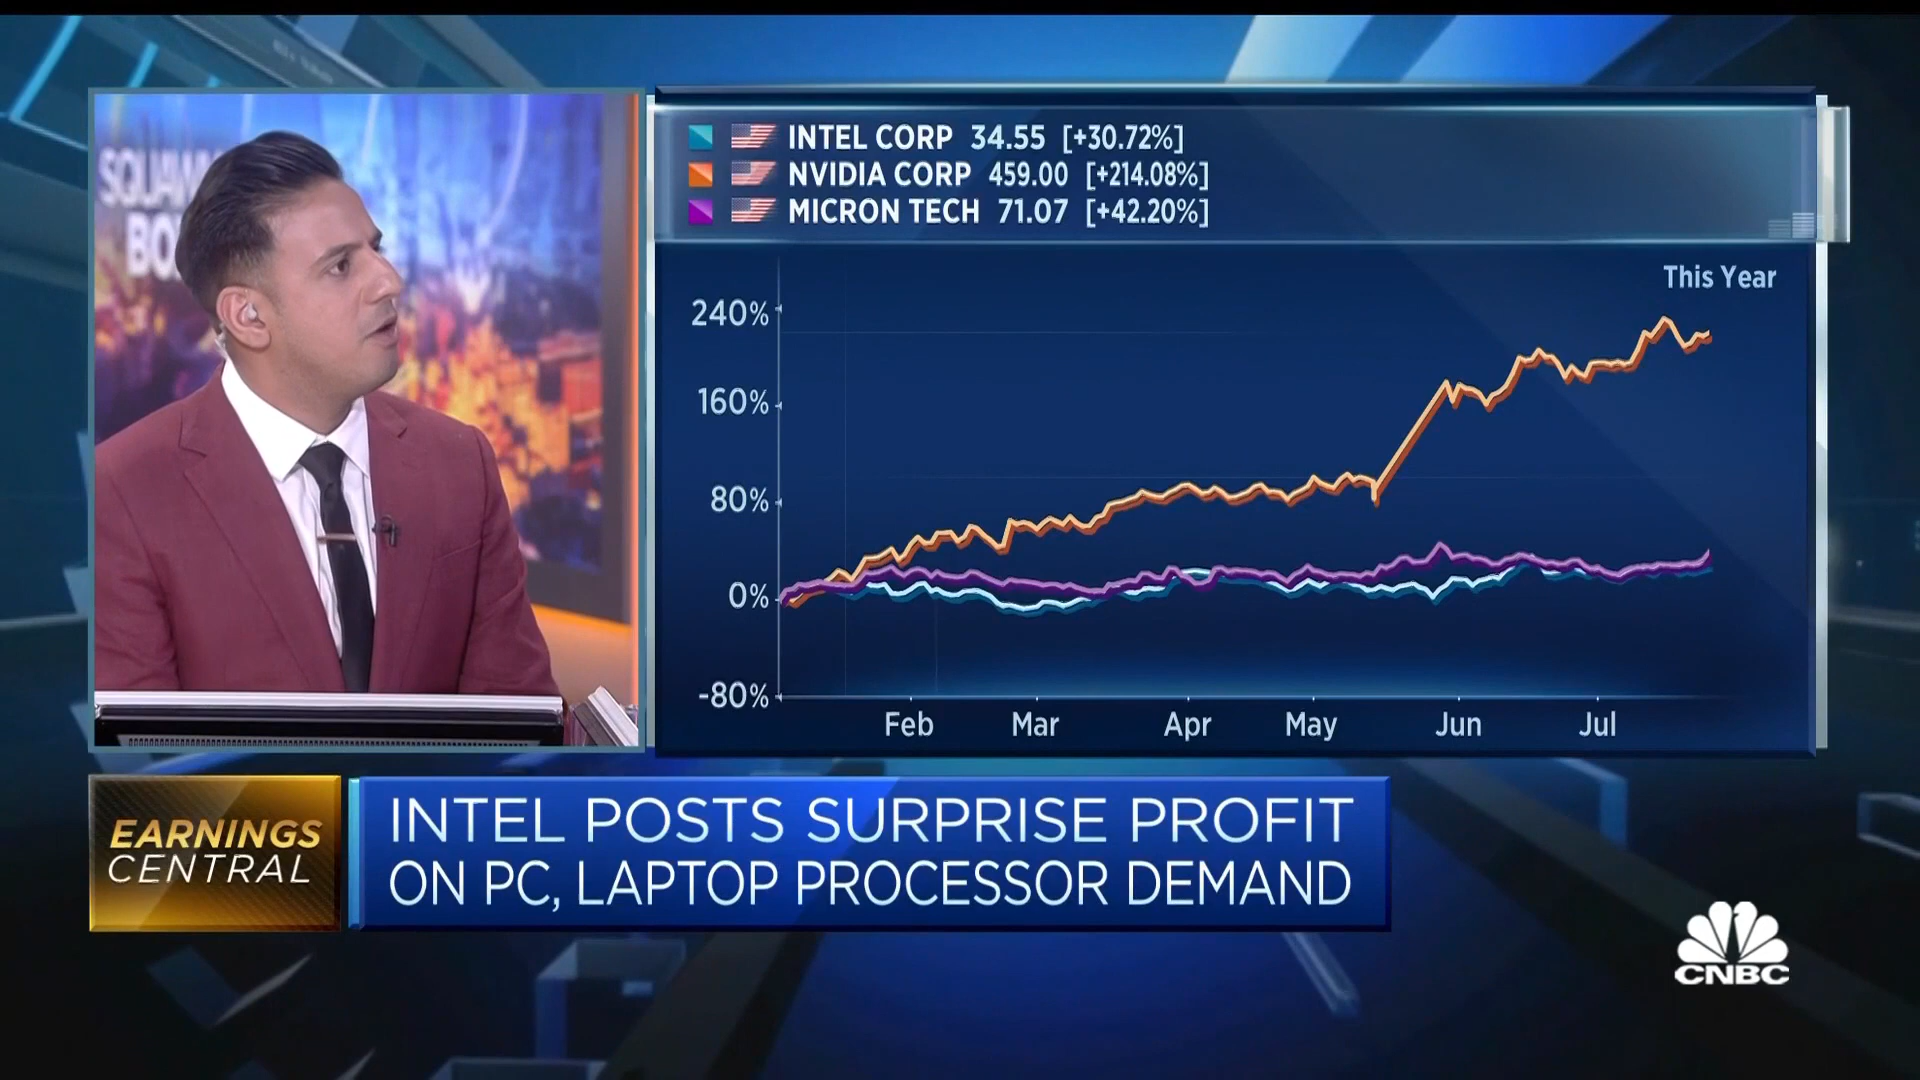 SQUAWK
BOX
INTEL CORP 34.55 [+30.72%]
NVIDIA CORP 459.00 [+214.08%]
MICRON TECH 71.07 [+42.20%]
This Year
240%
160%
80%
0%
-80%
Feb Mar Apr May Jun Jul
EARNINGS
CENTRAL
INTEL POSTS SURPRISE PROFIT
ON PC, LAPTOP PROCESSOR DEMAND
CNBC